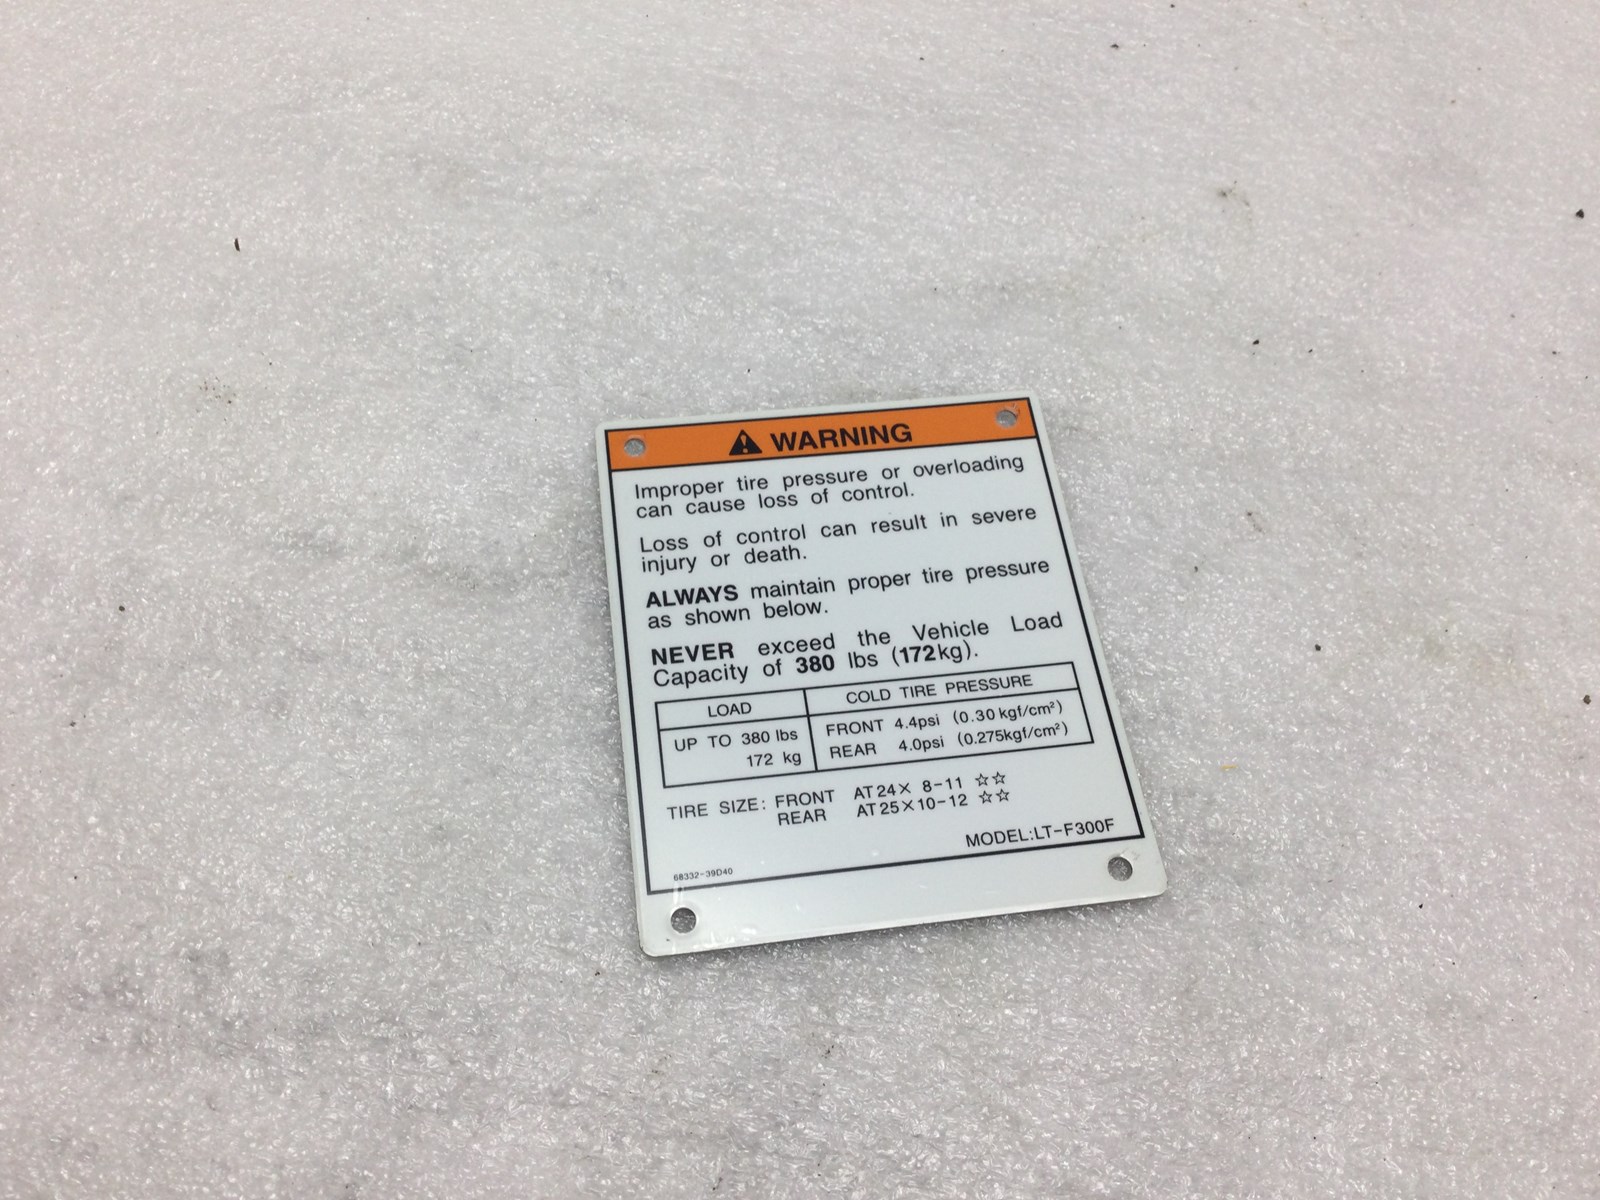 WARNING
Improper tire pressure or overloading
can cause loss of control.
Loss of control can result in severe
injury or death.
ALWAYS maintain proper tire pressure
as shown below.
NEVER exceed the Vehicle Load
Capacity of 380 lbs (172kg).
LOAD COLD TIRE PRESSURE
UP TO 380 lbs FRONT 4.4psi (0.30 kgf/cm²)
172 kg REAR 4.0psi (0.275kgf/cm²)
TIRE SIZE: FRONT AT24× 8-11 ☆☆
REAR AT25×10-12 ☆☆
MODEL:LT-F300F
68332-39D40